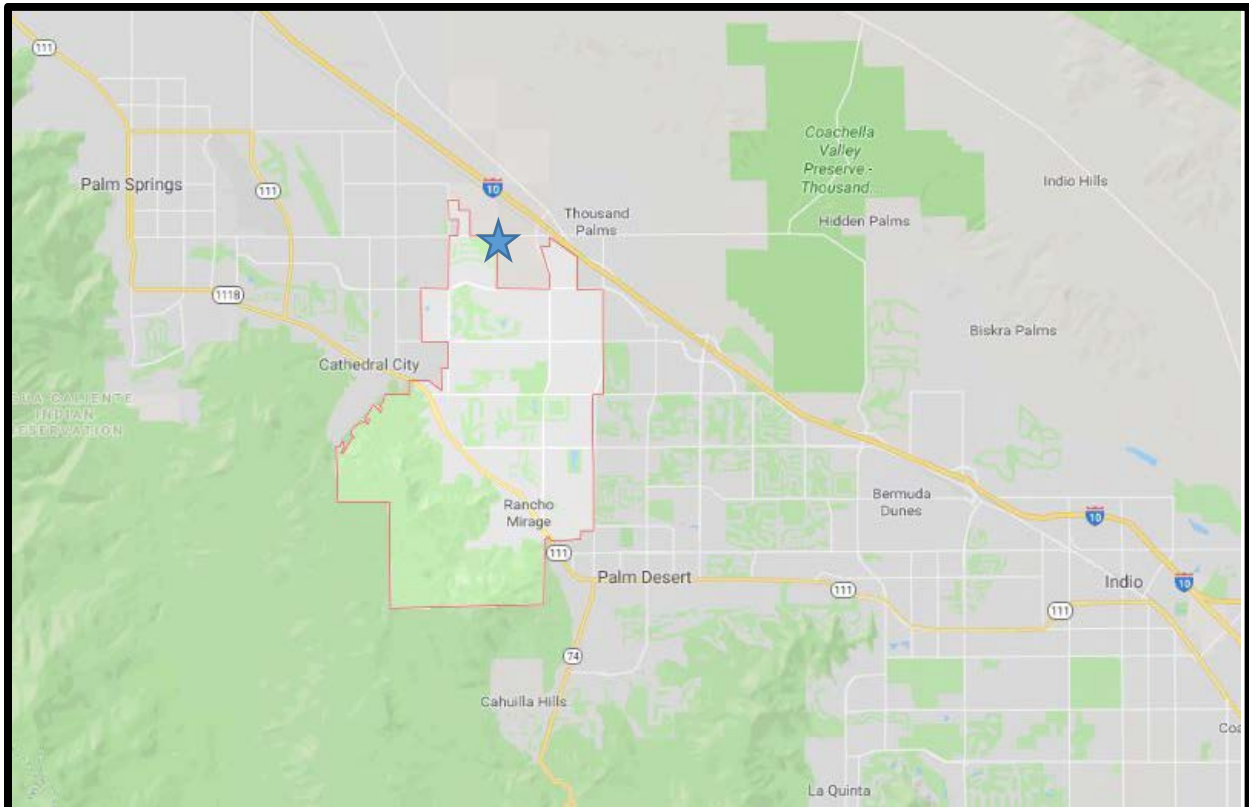 111
Palm Springs
111
10
Thousand
Palms
Coachella
Valley
Preserve -
Thousand...
Indio Hills
Hidden Palms
111B
Biskra Palms
Cathedral City
INDIAN
Rancho
Mirage
Bermuda
Dunes
10
111
Palm Desert
111
Indio
10
111
74
Cahuilla Hills
La Quinta